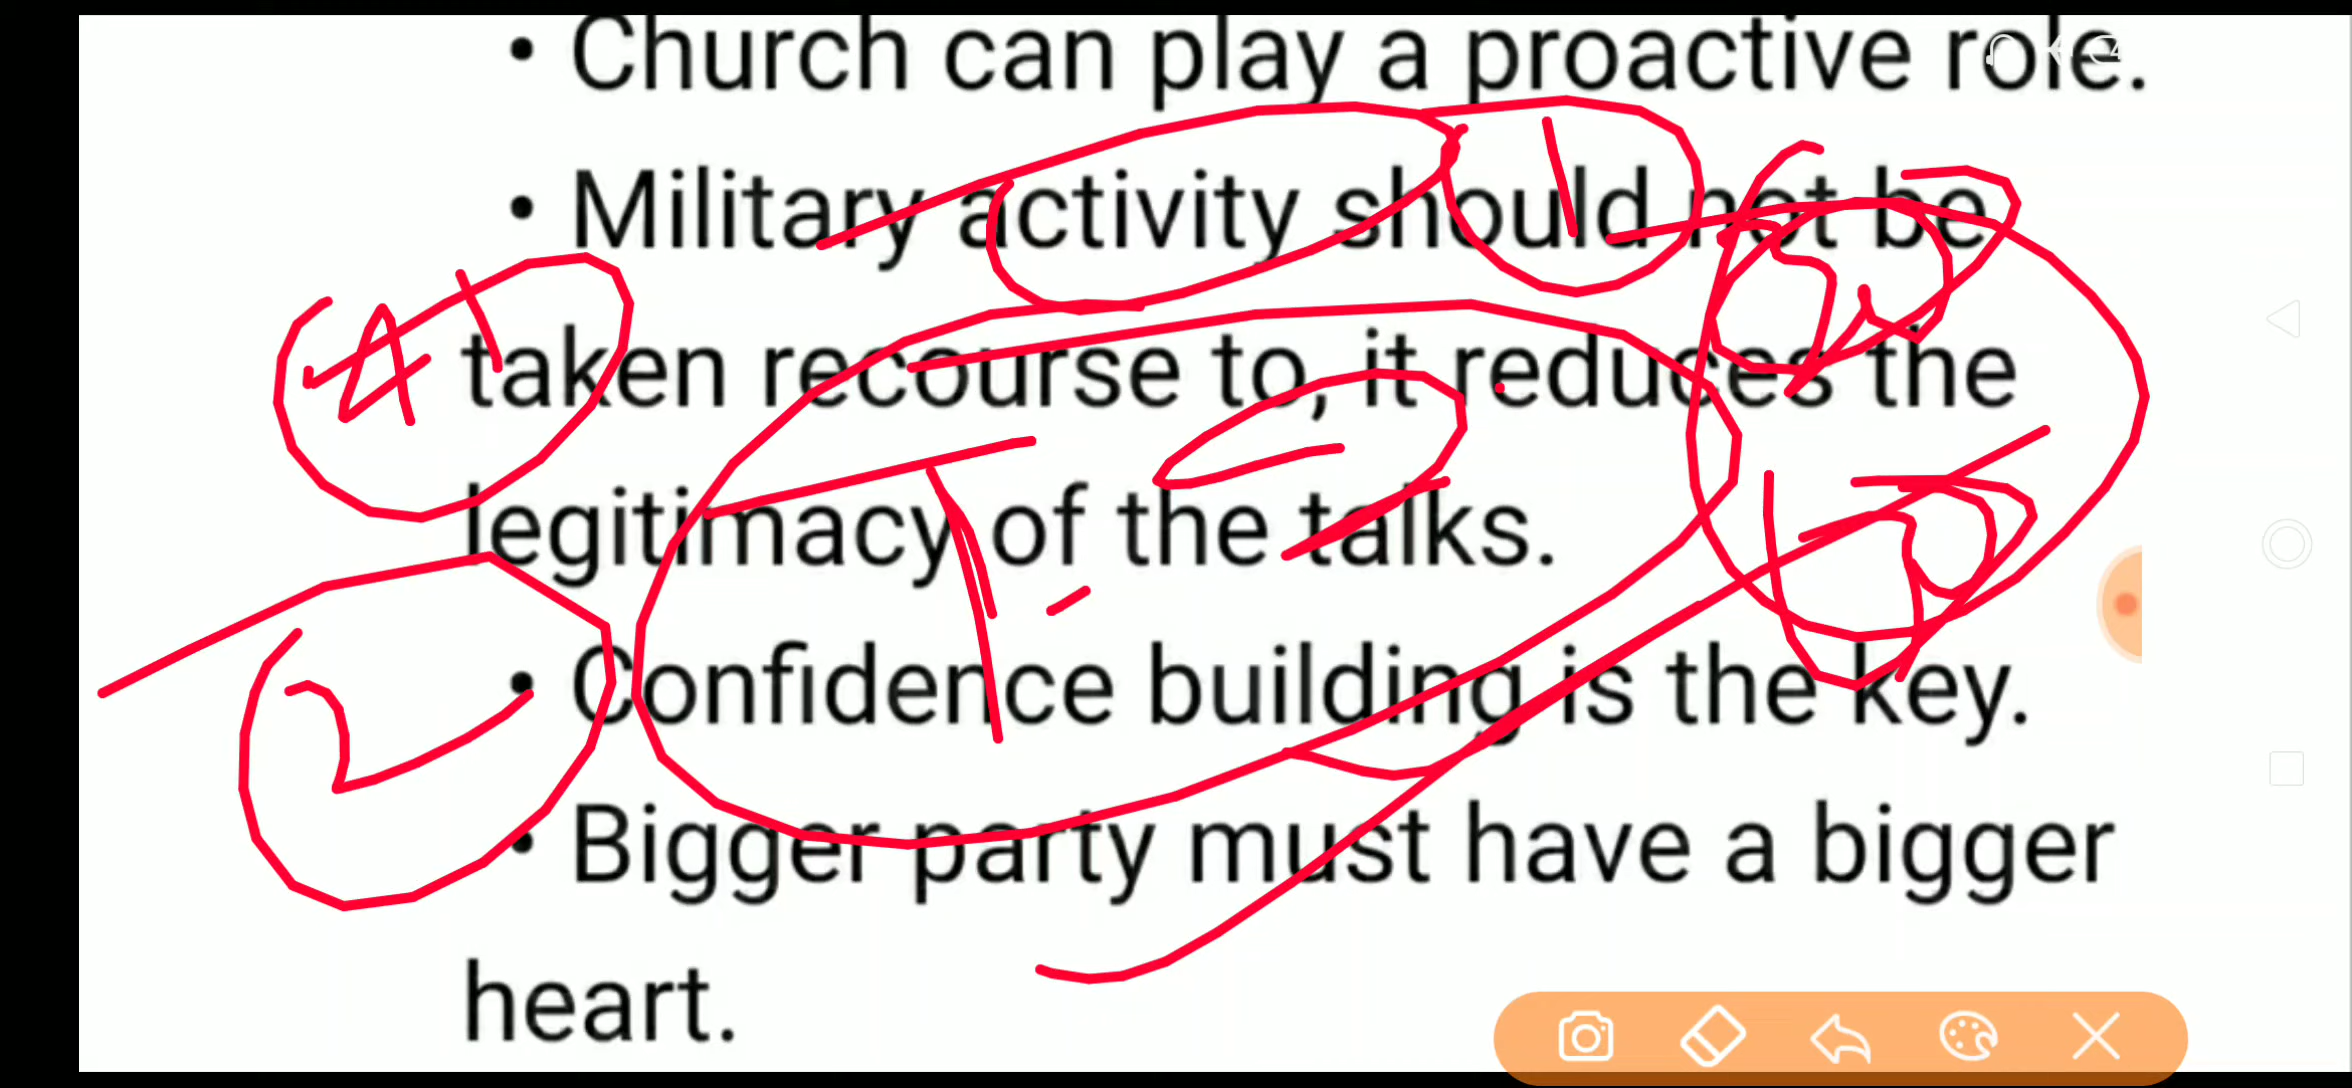 • Church can play a proactive role.
• Military activity should not be
taken recourse to, it reduces the
legitimacy of the talks.
• Confidence building is the key.
• Bigger party must have a bigger
heart.